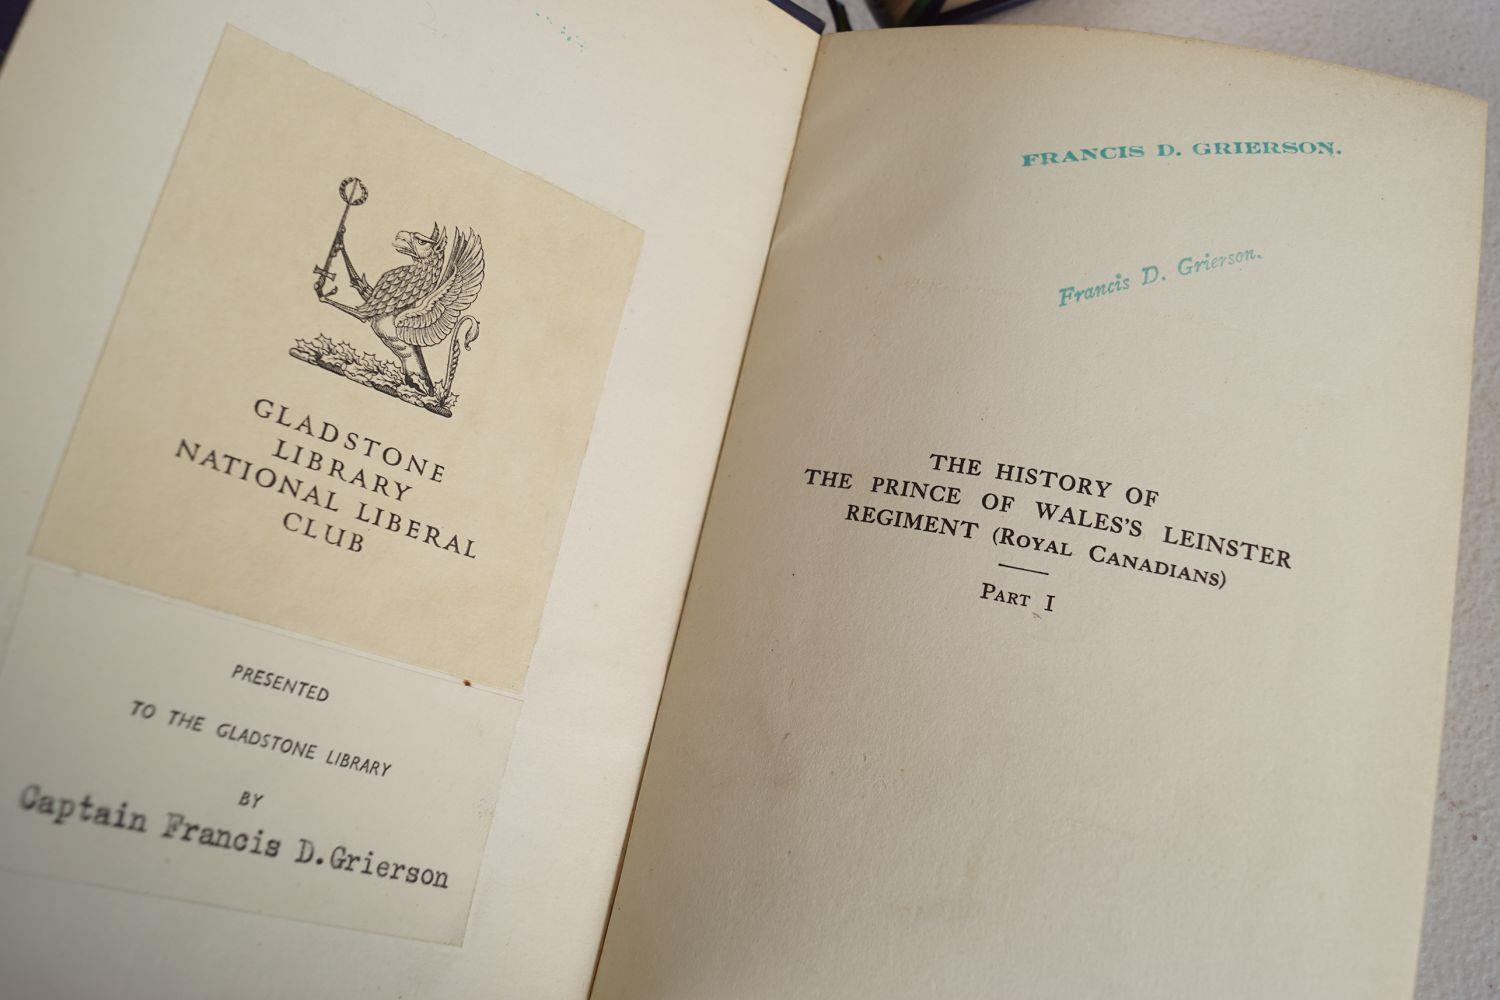 GLADSTONE
LIBRARY
NATIONAL LIBERAL
CLUB
PRESENTED
TO THE GLADSTONE LIBRARY
BY
Captain Francis D.Grierson
FRANCIS D. GRIERSON.
Francis D. Grierson.
THE HISTORY OF
THE PRINCE OF WALES'S LEINSTER
REGIMENT (ROYAL CANADIANS)
PART I